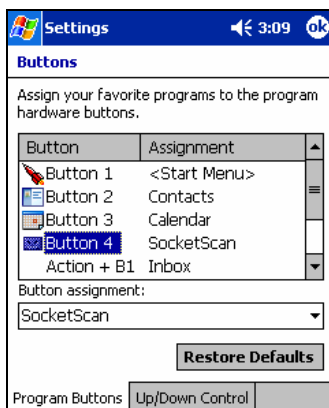 Settings 3:09 ok
Buttons
Assign your favorite programs to the program
hardware buttons.
Button Assignment
Button 1 <Start Menu>
Button 2 Contacts
Button 3 Calendar
Button 4 SocketScan
Action + B1 Inbox
Button assignment:
SocketScan
Restore Defaults
Program Buttons Up/Down Control